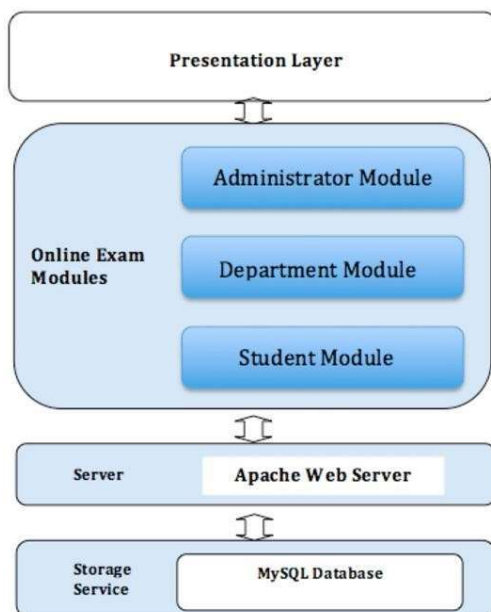 Presentation Layer
Administrator Module
Online Exam
Modules
Department Module
Student Module
Server
Apache Web Server
Storage
Service
MySQL Database